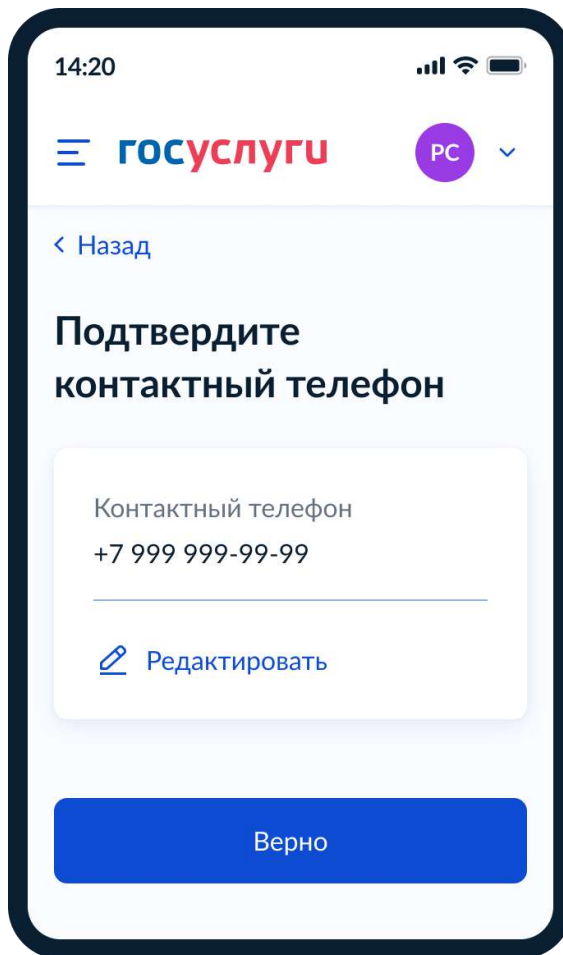 14:20
госуслуги
РС
Назад
Подтвердите
контактный телефон
Контактный телефон
+7 999 999-99-99
Редактировать
Верно